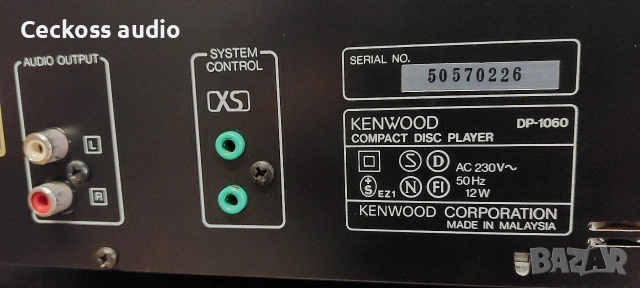 Ceckoss audio
AUDIO OUTPUT
L
R
SYSTEM
CONTROL
XS
SERIAL NO.
50570226
KENWOOD DP-1060
COMPACT DISC PLAYER
S D AC 230V~
+S EZ1 N FI 50Hz
12W
KENWOOD CORPORATION
MADE IN MALAYSIA
BAZAR